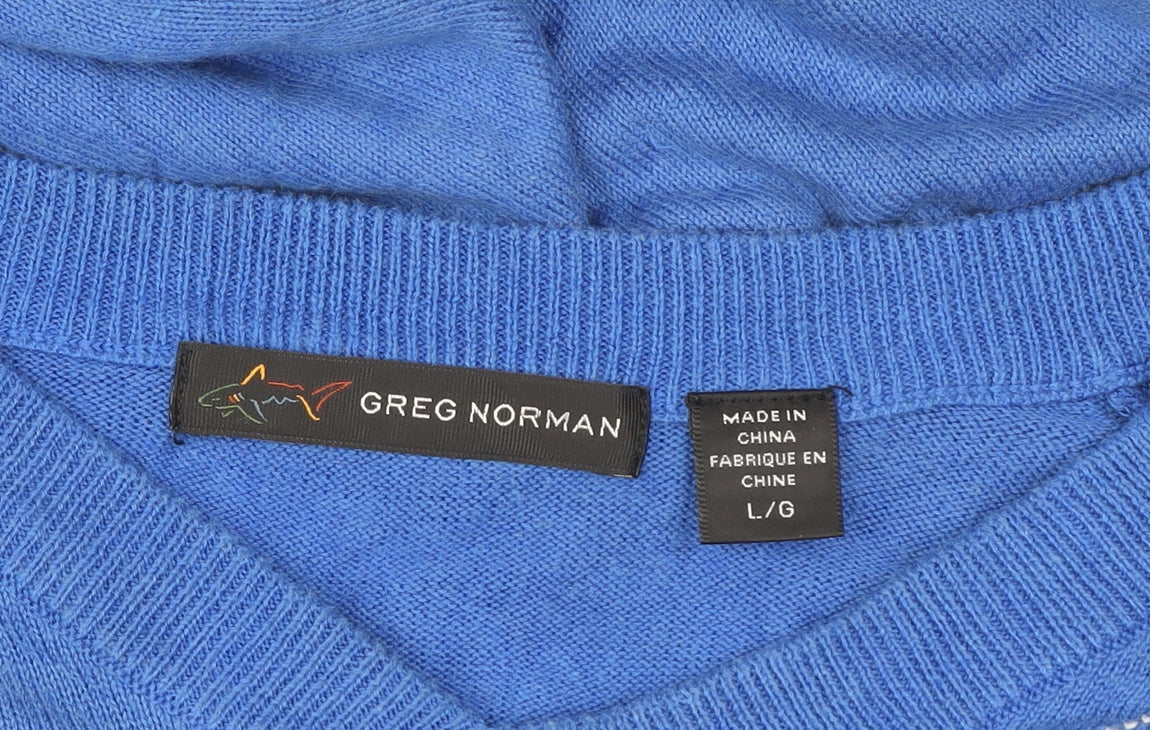 GREG NORMAN
MADE IN
CHINA
FABRIQUE EN
CHINE
L/G